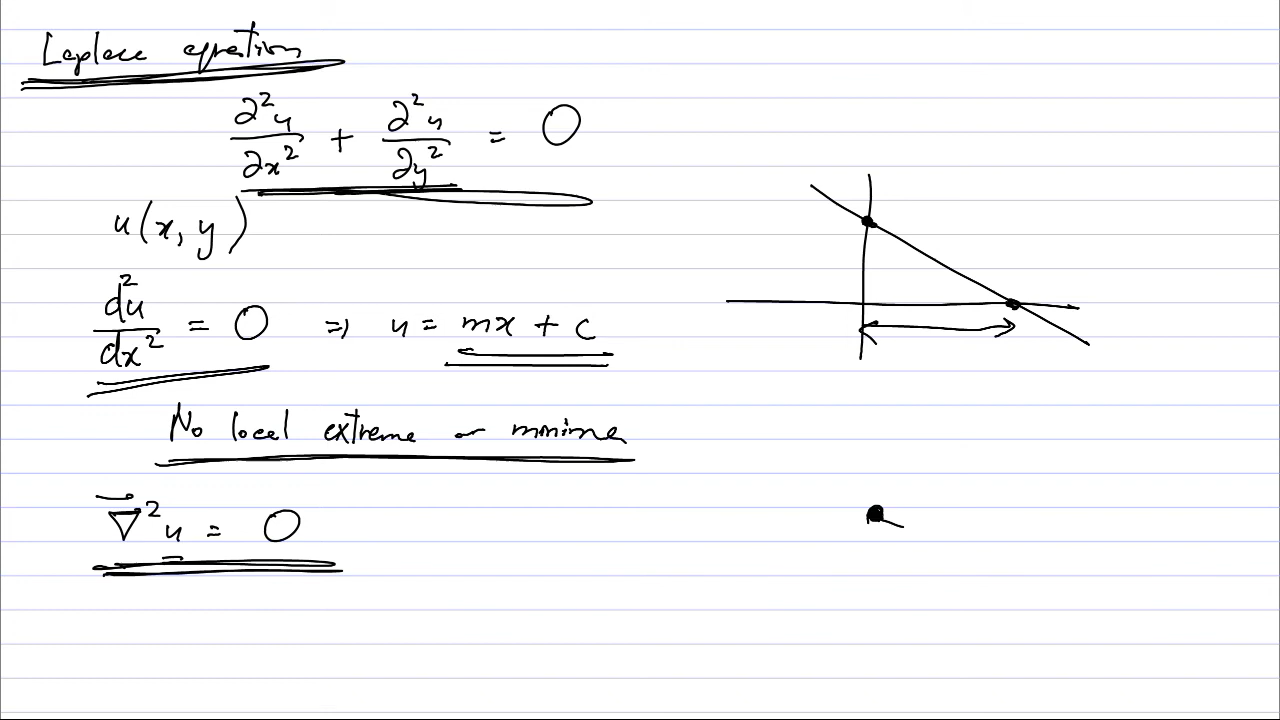 Laplace equation
∂²u/∂x² + ∂²u/∂y² = 0
u(x, y)
d²u/dx² = 0 ⇒ u = mx + c
No local extreme or minima
∇⃗²u = 0